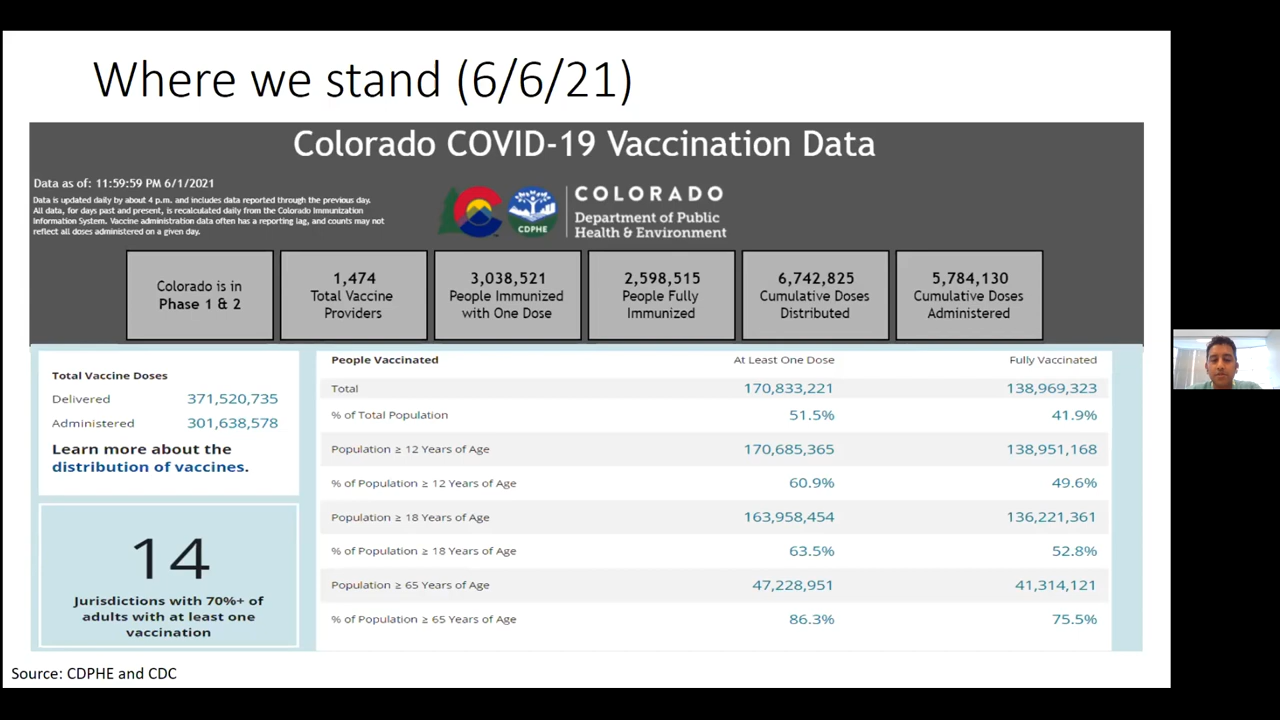 Where we stand (6/6/21)
Colorado COVID-19 Vaccination Data
Data as of: 11:59:59 PM 6/1/2021
Data is updated daily by about 4 p.m. and includes data reported through the previous day.
All data, for days past and present, is recalculated daily from the Colorado Immunization
Information System. Vaccine administration data often has a reporting lag, and counts may not
reflect all doses administered on a given day.
CDPHE
COLORADO
Department of Public
Health & Environment
Colorado is in
Phase 1 & 2
1,474
Total Vaccine
Providers
3,038,521
People Immunized
with One Dose
2,598,515
People Fully
Immunized
6,742,825
Cumulative Doses
Distributed
5,784,130
Cumulative Doses
Administered
Total Vaccine Doses
Delivered 371,520,735
Administered 301,638,578
Learn more about the
distribution of vaccines.
14
Jurisdictions with 70%+ of
adults with at least one
vaccination
People Vaccinated At Least One Dose Fully Vaccinated
Total 170,833,221 138,969,323
% of Total Population 51.5% 41.9%
Population ≥ 12 Years of Age 170,685,365 138,951,168
% of Population ≥ 12 Years of Age 60.9% 49.6%
Population ≥ 18 Years of Age 163,958,454 136,221,361
% of Population ≥ 18 Years of Age 63.5% 52.8%
Population ≥ 65 Years of Age 47,228,951 41,314,121
% of Population ≥ 65 Years of Age 86.3% 75.5%
Source: CDPHE and CDC